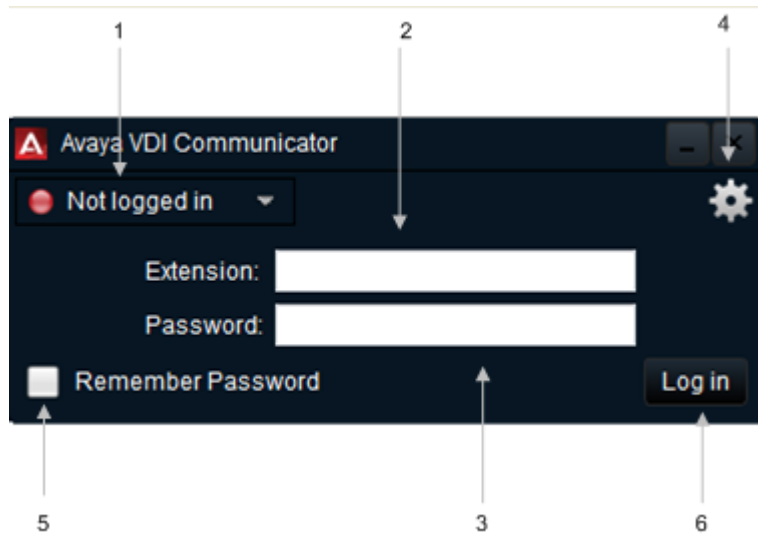 1 2 4
Avaya VDI Communicator
Not logged in
Extension:
Password:
Remember Password Log in
5 3 6